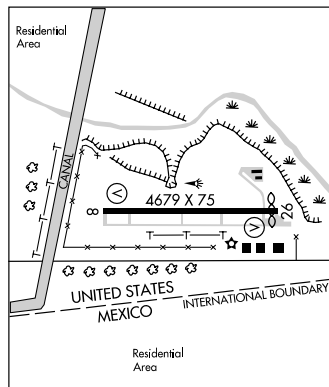 Residential
Area
CANAL
4679 X 75
8
26
UNITED STATES
MEXICO
INTERNATIONAL BOUNDARY
Residential
Area